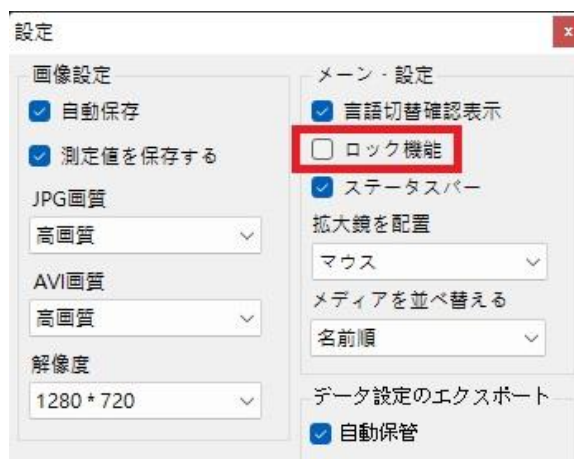 設定
x
画像設定
自動保存
測定値を保存する
JPG画質
高画質
AVI画質
高画質
解像度
1280 * 720
メーン・設定
言語切替確認表示
ロック機能
ステータスバー
拡大鏡を配置
マウス
メディアを並べ替える
名前順
データ設定のエクスポート
自動保管